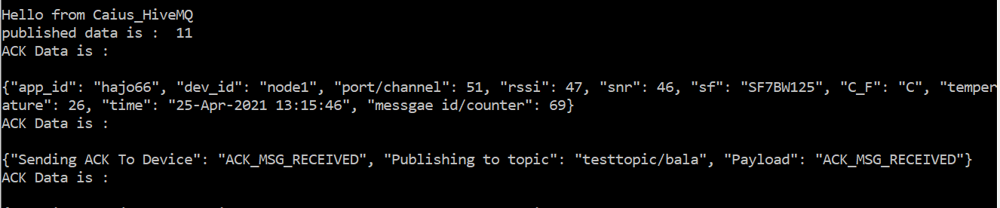 Hello from Caius_HiveMQ
published data is :  11
ACK Data is :
{"app_id": "hajo66", "dev_id": "node1", "port/channel": 51, "rssi": 47, "snr": 46, "sf": "SF7BW125", "C_F": "C", "temper
ature": 26, "time": "25-Apr-2021 13:15:46", "messgae id/counter": 69}
ACK Data is :
{"Sending ACK To Device": "ACK_MSG_RECEIVED", "Publishing to topic": "testtopic/bala", "Payload": "ACK_MSG_RECEIVED"}
ACK Data is :